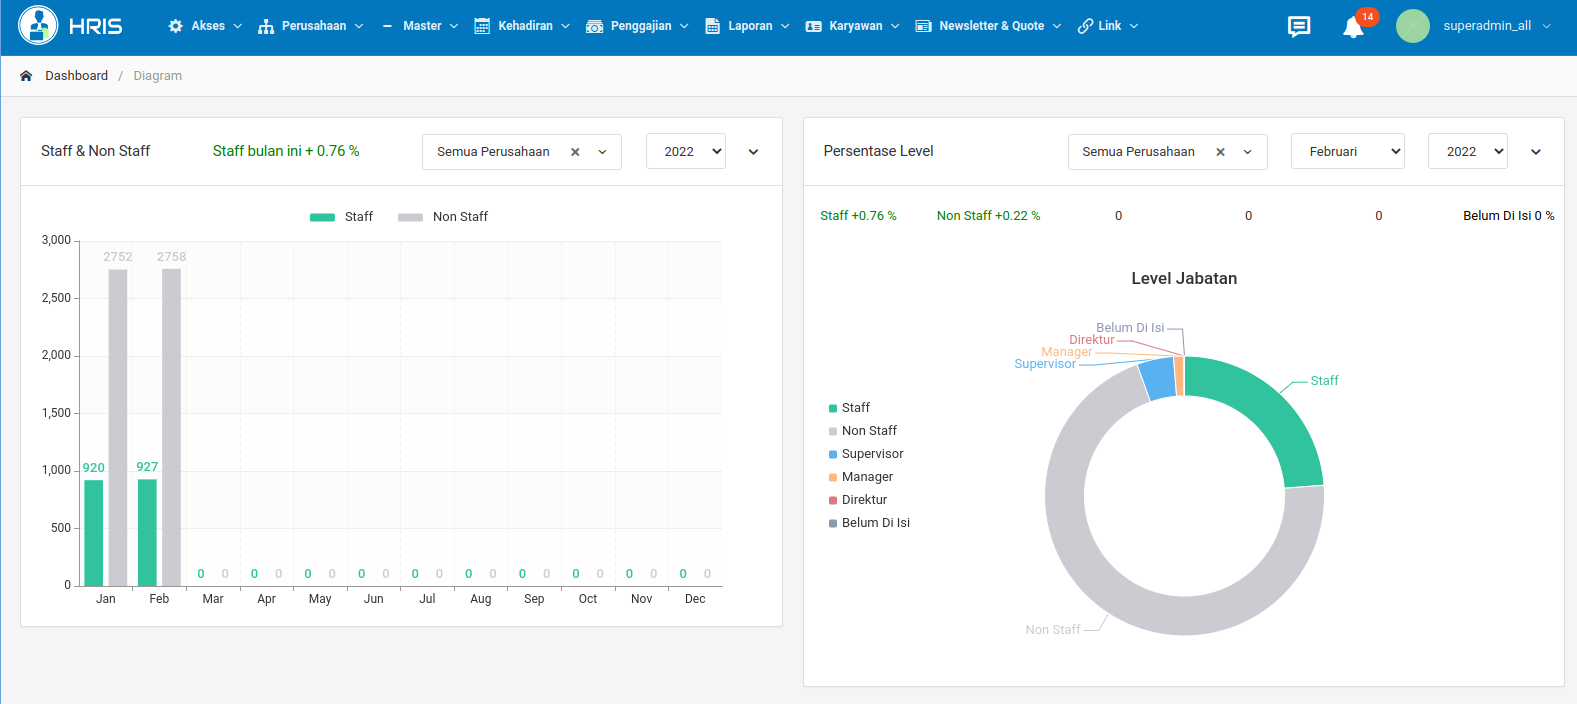 HRIS Akses Perusahaan Master Kehadiran Penggajian Laporan Karyawan Newsletter & Quote Link 14 superadmin_all
Dashboard / Diagram
Staff & Non Staff Staff bulan ini + 0.76 % Semua Perusahaan × 2022
Persentase Level Semua Perusahaan × Februari 2022
Staff Non Staff
3,000
2,500
2,000
1,500
1,000
500
0
2752 2758
920 927
0 0 0 0 0 0 0 0 0 0 0 0 0 0 0 0 0 0 0 0
Jan Feb Mar Apr May Jun Jul Aug Sep Oct Nov Dec
Staff +0.76 % Non Staff +0.22 % 0 0 0 Belum Di Isi 0 %
Level Jabatan
Belum Di Isi
Direktur
Manager
Supervisor
Staff
Non Staff
Staff
Non Staff
Supervisor
Manager
Direktur
Belum Di Isi